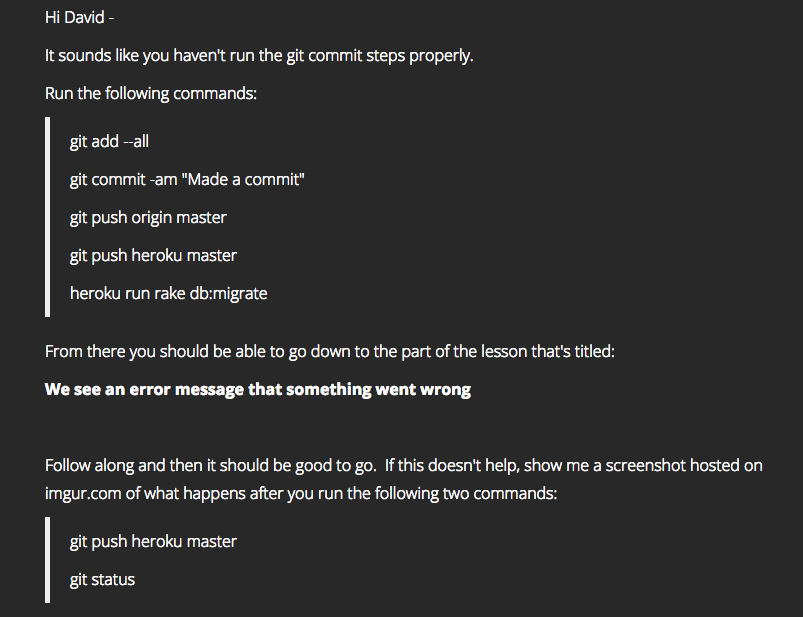 Hi David -
It sounds like you haven't run the git commit steps properly.
Run the following commands:
git add --all
git commit -am "Made a commit"
git push origin master
git push heroku master
heroku run rake db:migrate
From there you should be able to go down to the part of the lesson that's titled:
We see an error message that something went wrong
Follow along and then it should be good to go.  If this doesn't help, show me a screenshot hosted on
imgur.com of what happens after you run the following two commands:
git push heroku master
git status